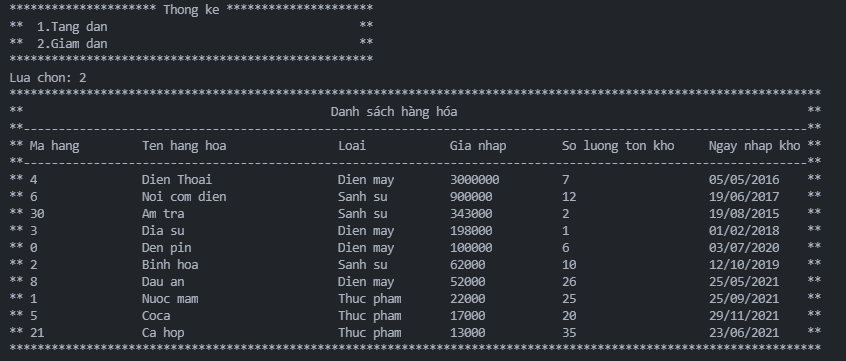 ********************* Thong ke *********************
**  1.Tang dan                                    **
**  2.Giam dan                                    **
****************************************************
Lua chon: 2
********************************************************************************************************************
**                                            Danh sách hàng hóa                                                  **
**----------------------------------------------------------------------------------------------------------------**
** Ma hang         Ten hang hoa                Loai            Gia nhap        So luong ton kho     Ngay nhap kho **
**----------------------------------------------------------------------------------------------------------------**
** 4               Dien Thoai                  Dien may        3000000         7                    05/05/2016    **
** 6               Noi com dien                Sanh su         900000          12                   19/06/2017    **
** 30              Am tra                      Sanh su         343000          2                    19/08/2015    **
** 3               Dia su                      Dien may        198000          1                    01/02/2018    **
** 0               Den pin                     Dien may        100000          6                    03/07/2020    **
** 2               Binh hoa                    Sanh su         62000           10                   12/10/2019    **
** 8               Dau an                      Dien may        52000           26                   25/05/2021    **
** 1               Nuoc mam                    Thuc pham       22000           25                   25/09/2021    **
** 5               Coca                        Thuc pham       17000           20                   29/11/2021    **
** 21              Ca hop                      Thuc pham       13000           35                   23/06/2021    **
********************************************************************************************************************